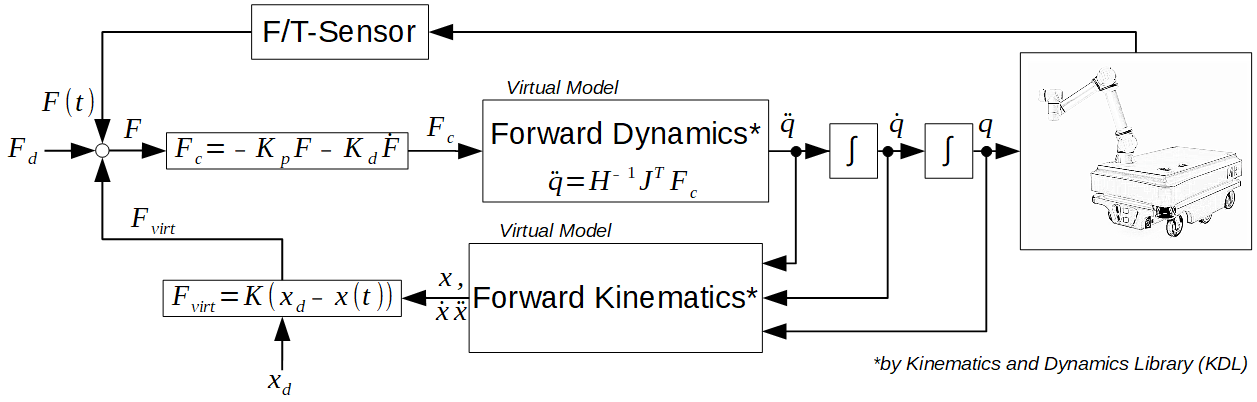 F/T-Sensor
Virtual Model
F(t)
F_d
F
F_c = - K_p F - K_d Ḟ
F_c
Forward Dynamics*
q̈ = H^{-1} J^T F_c
q̈
∫
q̇
∫
q
F_virt
Virtual Model
F_virt = K(x_d - x(t))
x,
ẋ ẍ
Forward Kinematics*
x_d
*by Kinematics and Dynamics Library (KDL)